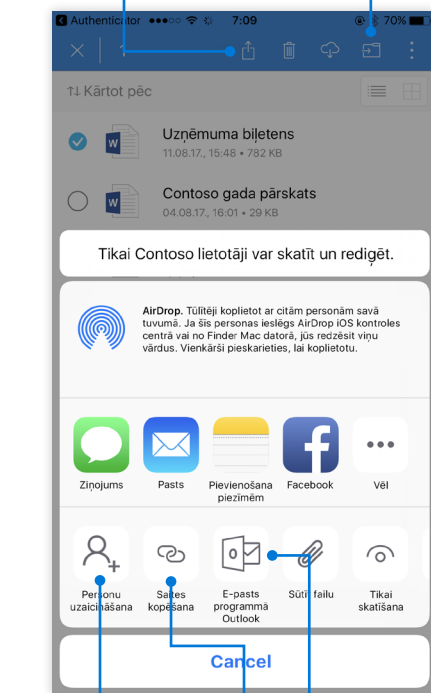 Authenticator 7:09 70%
1
Kārtot pēc
Uzņēmuma biļetens
11.08.17., 15:48 • 782 KB
Contoso gada pārskats
04.08.17., 16:01 • 29 KB
Tikai Contoso lietotāji var skatīt un rediģēt.
AirDrop. Tūlītēji koplietot ar citām personām savā
tuvumā. Ja šīs personas ieslēgs AirDrop iOS kontroles
centrā vai no Finder Mac datorā, jūs redzēsit viņu
vārdus. Vienkārši pieskarieties, lai koplietotu.
Ziņojums
Pasts
Pievienošana
piezīmēm
Facebook
Vēl
Personu
uzaicināšana
Saites
kopēšana
E-pasts
programmā
Outlook
Sūtīt failu
Tikai
skatīšana
Cancel